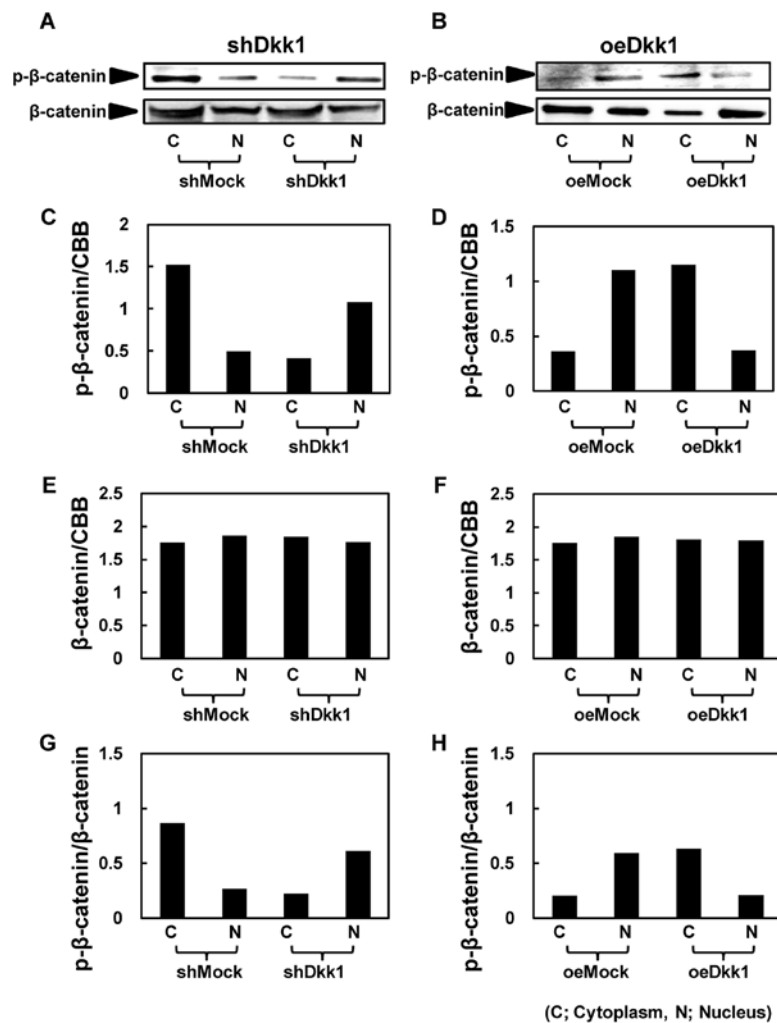 A
shDkk1
p-β-catenin
β-catenin
C N C N
shMock shDkk1
B
oeDkk1
p-β-catenin
β-catenin
C N C N
oeMock oeDkk1
C
p-β-catenin/CBB
2
1.5
1
0.5
0
C N C N
shMock shDkk1
D
p-β-catenin/CBB
1.5
1
0.5
0
C N C N
oeMock oeDkk1
E
β-catenin/CBB
2.5
2
1.5
1
0.5
0
C N C N
shMock shDkk1
F
β-catenin/CBB
2.5
2
1.5
1
0.5
0
C N C N
oeMock oeDkk1
G
p-β-catenin/β-catenin
1.5
1
0.5
0
C N C N
shMock shDkk1
H
p-β-catenin/β-catenin
1.5
1
0.5
0
C N C N
oeMock oeDkk1
(C; Cytoplasm, N; Nucleus)